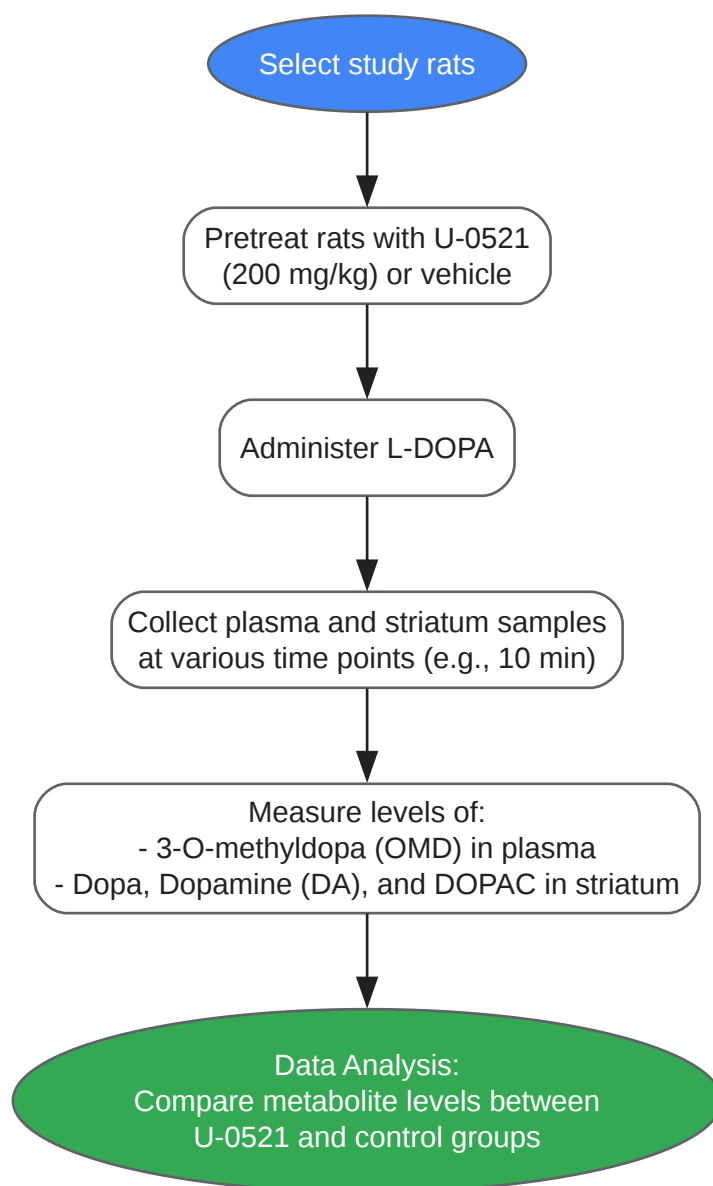 Select study rats
Pretreat rats with U-0521
(200 mg/kg) or vehicle
Administer L-DOPA
Collect plasma and striatum samples
at various time points (e.g., 10 min)
Measure levels of:
- 3-O-methyldopa (OMD) in plasma
- Dopa, Dopamine (DA), and DOPAC in striatum
Data Analysis:
Compare metabolite levels between
U-0521 and control groups